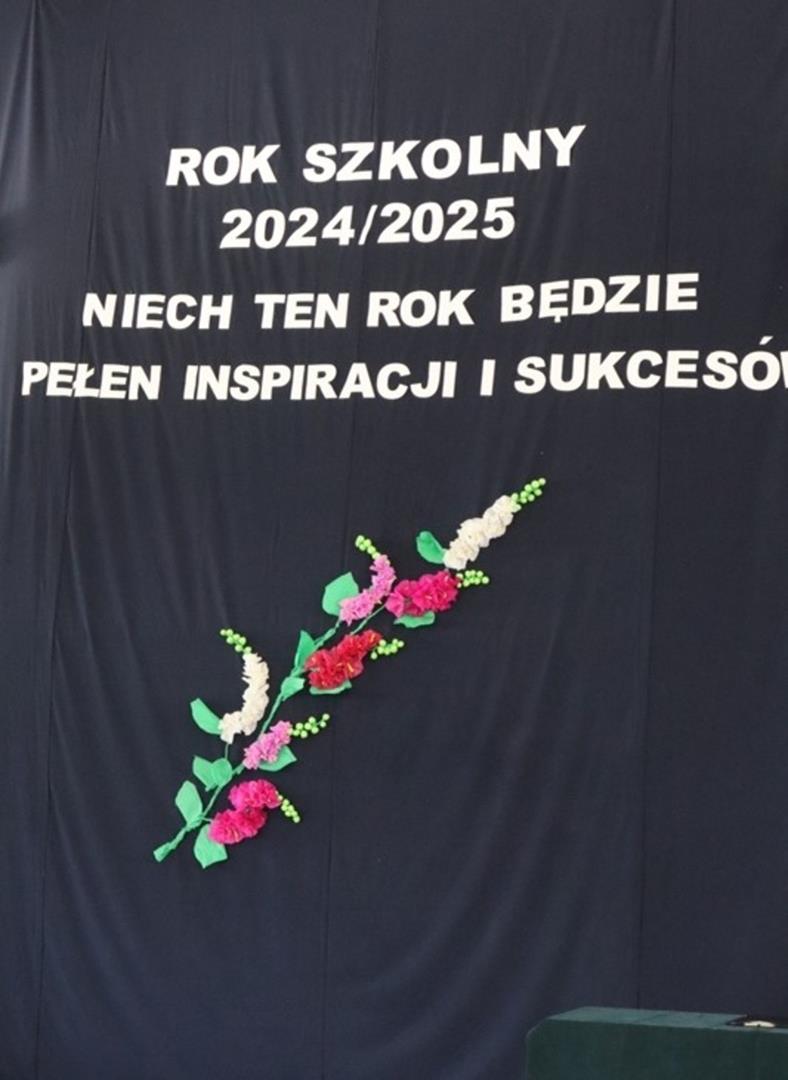 ROK SZKOLNY
2024/2025
NIECH TEN ROK BĘDZIE
PEŁEN INSPIRACJI I SUKCESÓW